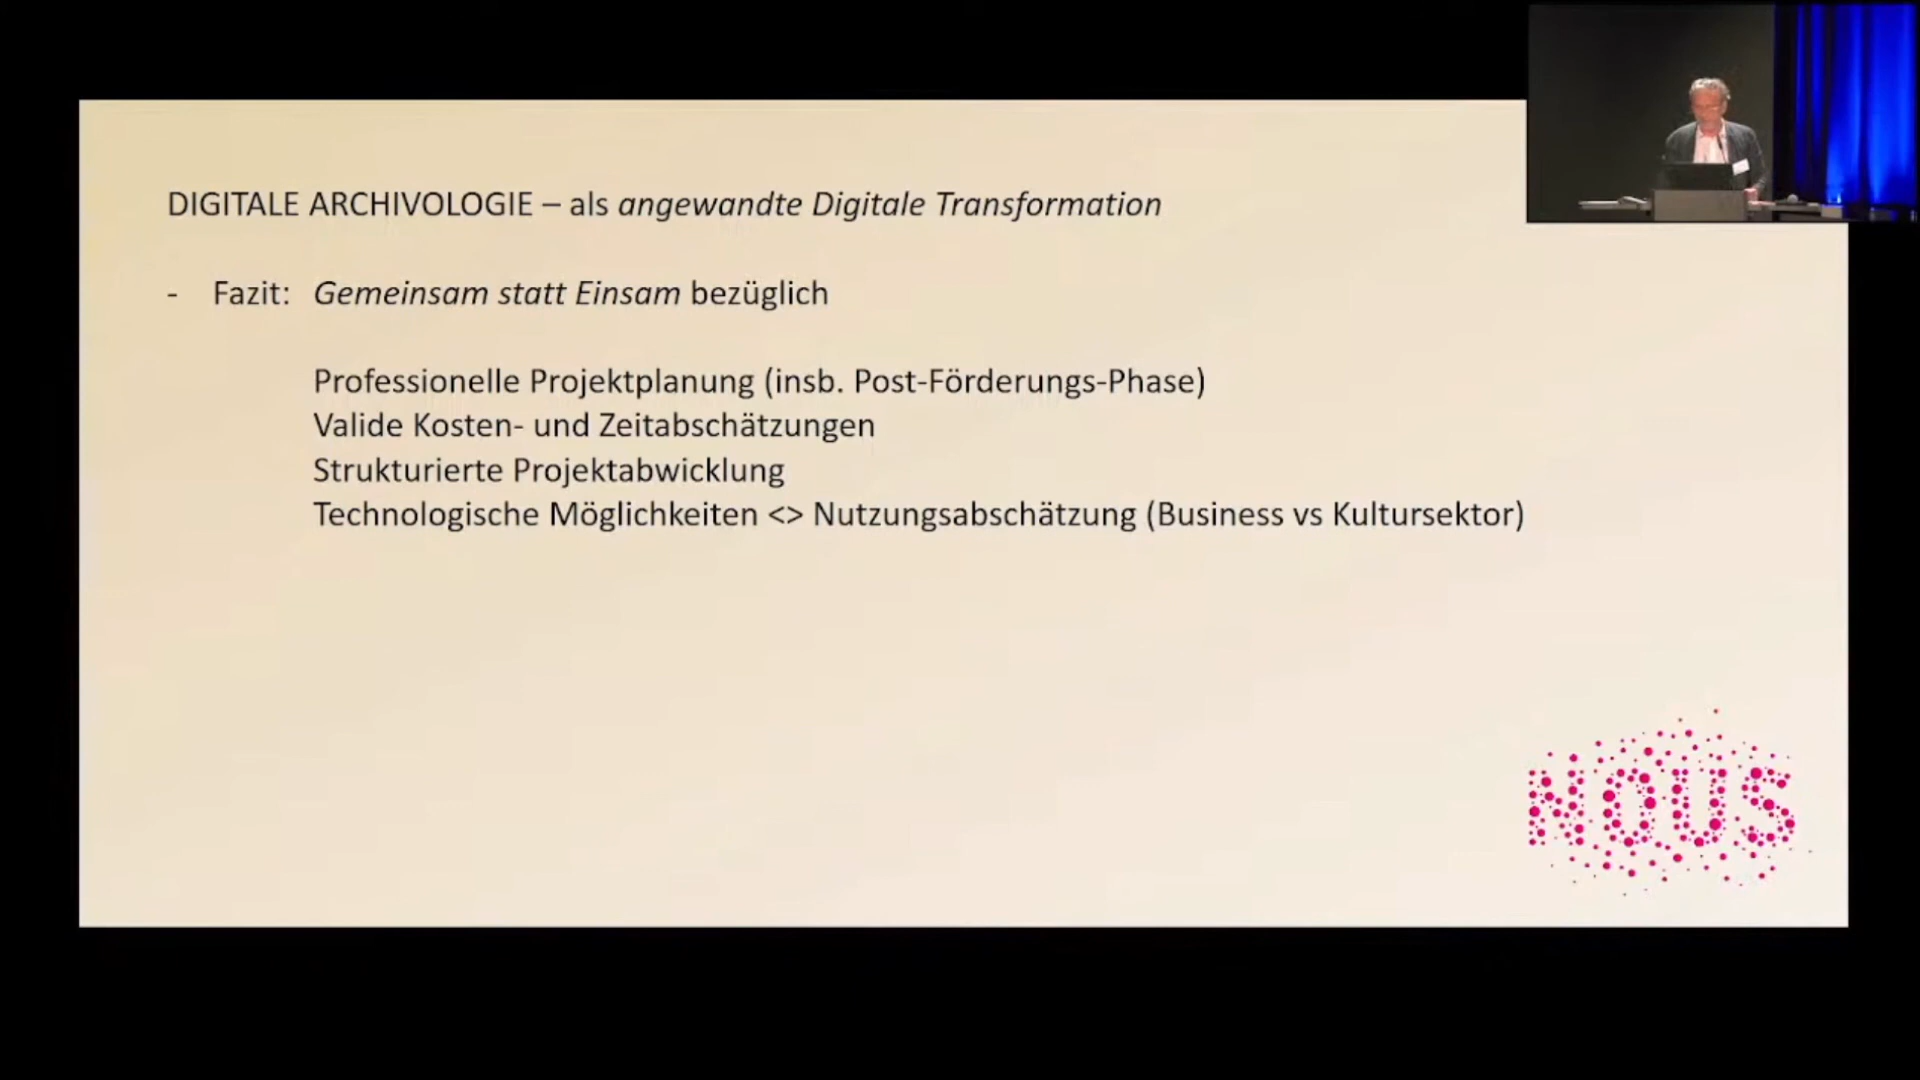 DIGITALE ARCHIVOLOGIE – als angewandte Digitale Transformation
- Fazit: Gemeinsam statt Einsam bezüglich
Professionelle Projektplanung (insb. Post-Förderungs-Phase)
Valide Kosten- und Zeitabschätzungen
Strukturierte Projektabwicklung
Technologische Möglichkeiten <> Nutzungsabschätzung (Business vs Kultursektor)
NOUS